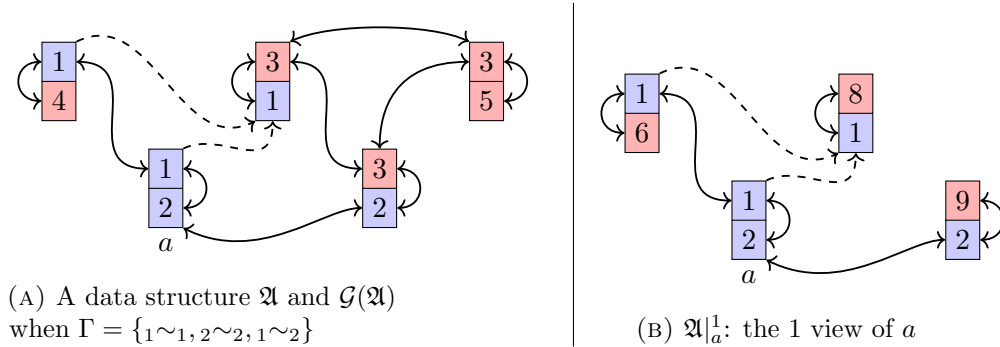 1 3 3
4 1 5
1 3
2 2
a
(A) A data structure 𝔄 and 𝒢(𝔄)
when Γ = {₁∼₁, ₂∼₂, ₁∼₂}
1 8
6 1
1 9
2 2
a
(B) 𝔄|¹ₐ: the 1 view of a